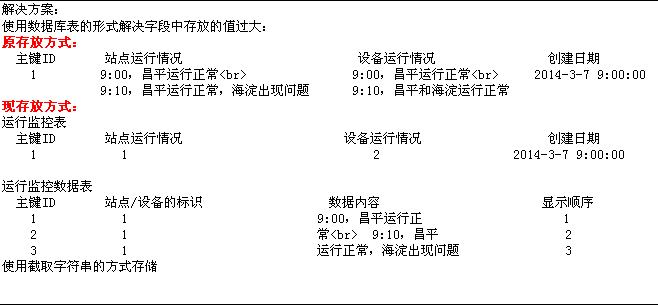 解决方案：
使用数据库表的形式解决字段中存放的值过大：
原存放方式：
主键ID 站点运行情况 设备运行情况 创建日期
1 9:00，昌平运行正常<br> 9:00，昌平运行正常<br> 2014-3-7 9:00:00
9:10，昌平运行正常，海淀出现问题 9:10，昌平和海淀运行正常
现存放方式：
运行监控表
主键ID 站点运行情况 设备运行情况 创建日期
1 1 2 2014-3-7 9:00:00
运行监控数据表
主键ID 站点/设备的标识 数据内容 显示顺序
1 1 9:00，昌平运行正 1
2 1 常<br> 9:10，昌平 2
3 1 运行正常，海淀出现问题 3
使用截取字符串的方式存储